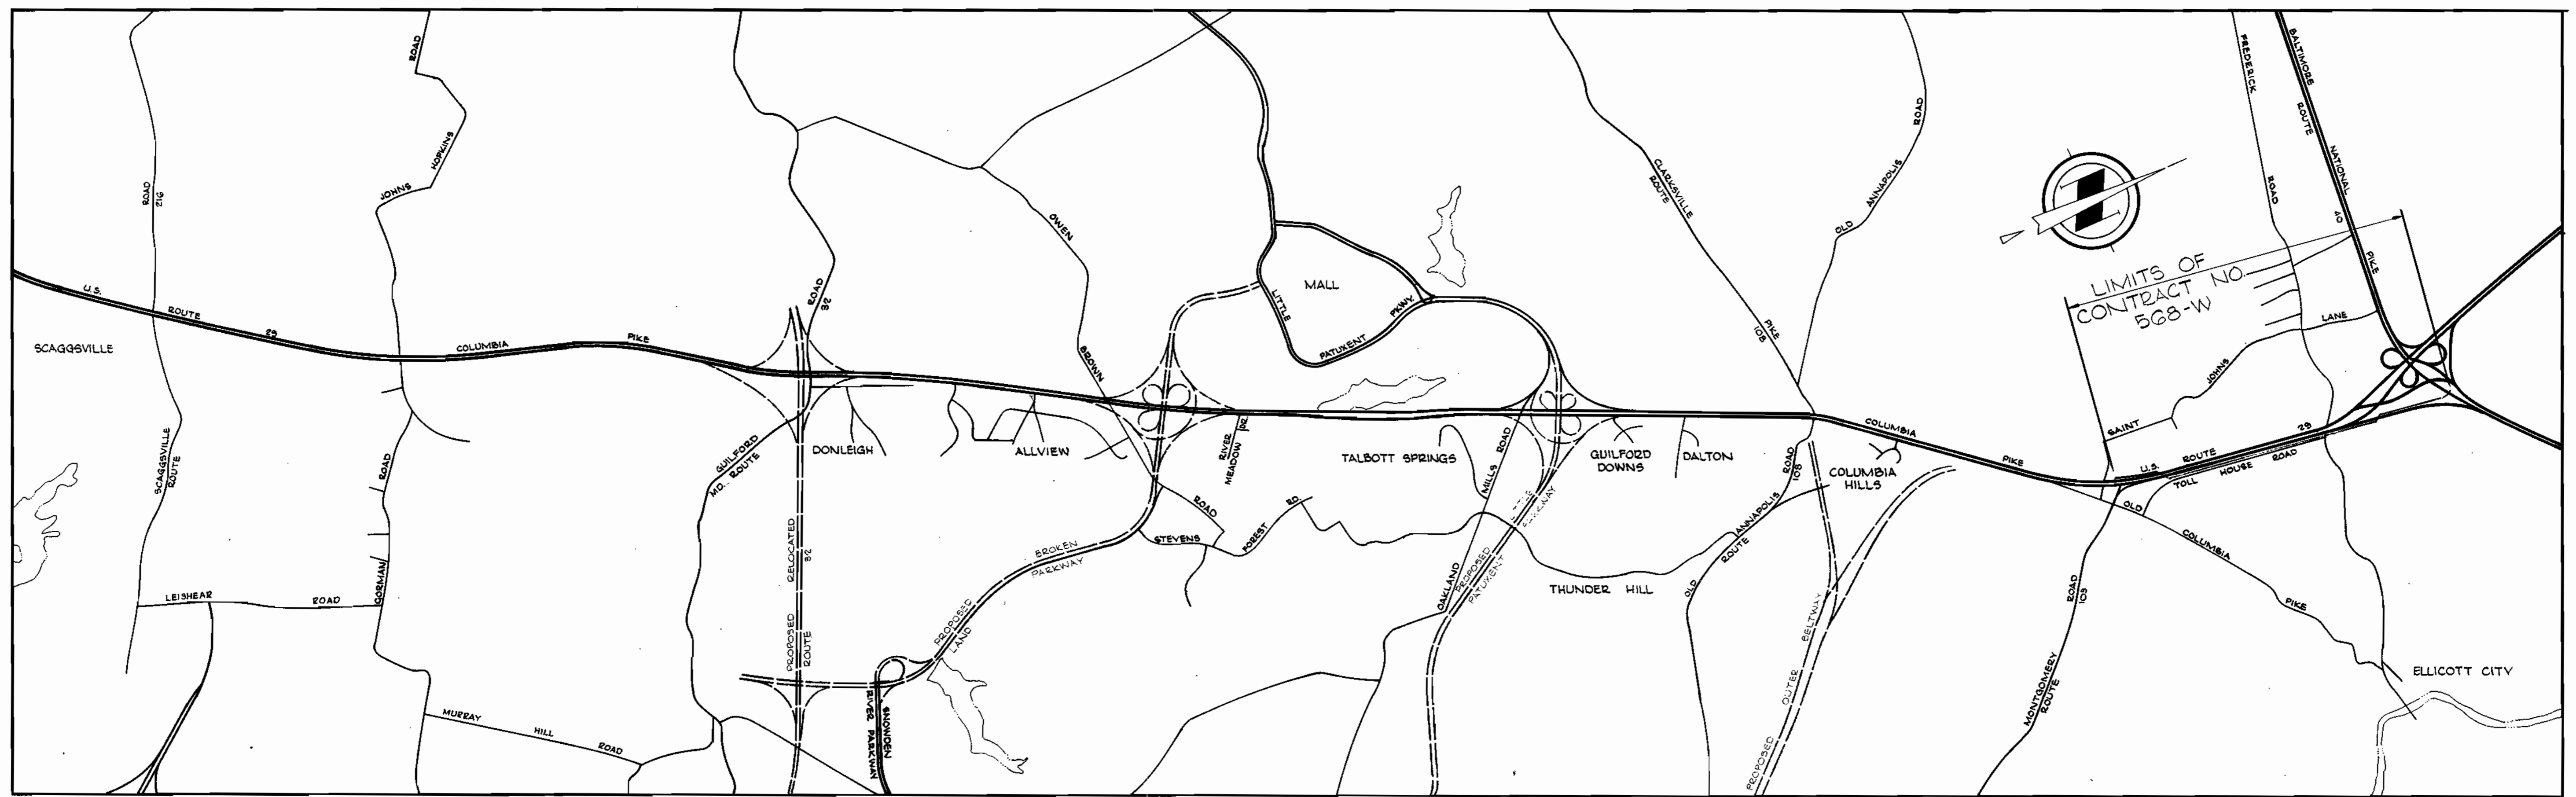 ROAD
JOHNS HOPKINS
ROAD 216
U.S. ROUTE 29
COLUMBIA PIKE
SCAGGSVILLE
SCAGGSVILLE ROUTE
LEISHEAR ROAD
GORMAN ROAD
MURRAY HILL ROAD
ROAD 32
GUILFORD
MD. ROUTE
DONLEIGH
ALLVIEW
PROPOSED RELOCATED
ROUTE 32
PROPOSED BROKEN
LAND PARKWAY
SNOWDEN
RIVER PARKWAY
OWEN BROWN
ROAD
STEVENS FOREST RD.
RIVER
MEADOW DR.
MALL
LITTLE PATUXENT PKWY.
TALBOTT SPRINGS
OAKLAND MILLS ROAD
PROPOSED LITTLE
PATUXENT PARKWAY
GUILFORD
DOWNS
DALTON
THUNDER HILL
CLARKSVILLE PIKE
ROUTE 108
OLD ANNAPOLIS ROAD
OLD ANNAPOLIS ROAD
ROUTE 108
COLUMBIA
HILLS
PROPOSED OUTER BELTWAY
COLUMBIA PIKE
LIMITS OF
CONTRACT NO.
568-W
FREDERICK ROAD
BALTIMORE NATIONAL PIKE
ROUTE 40
SAINT JOHNS LANE
U.S. ROUTE 29
TOLL HOUSE ROAD
OLD COLUMBIA PIKE
MONTGOMERY ROAD
ROUTE 103
ELLICOTT CITY